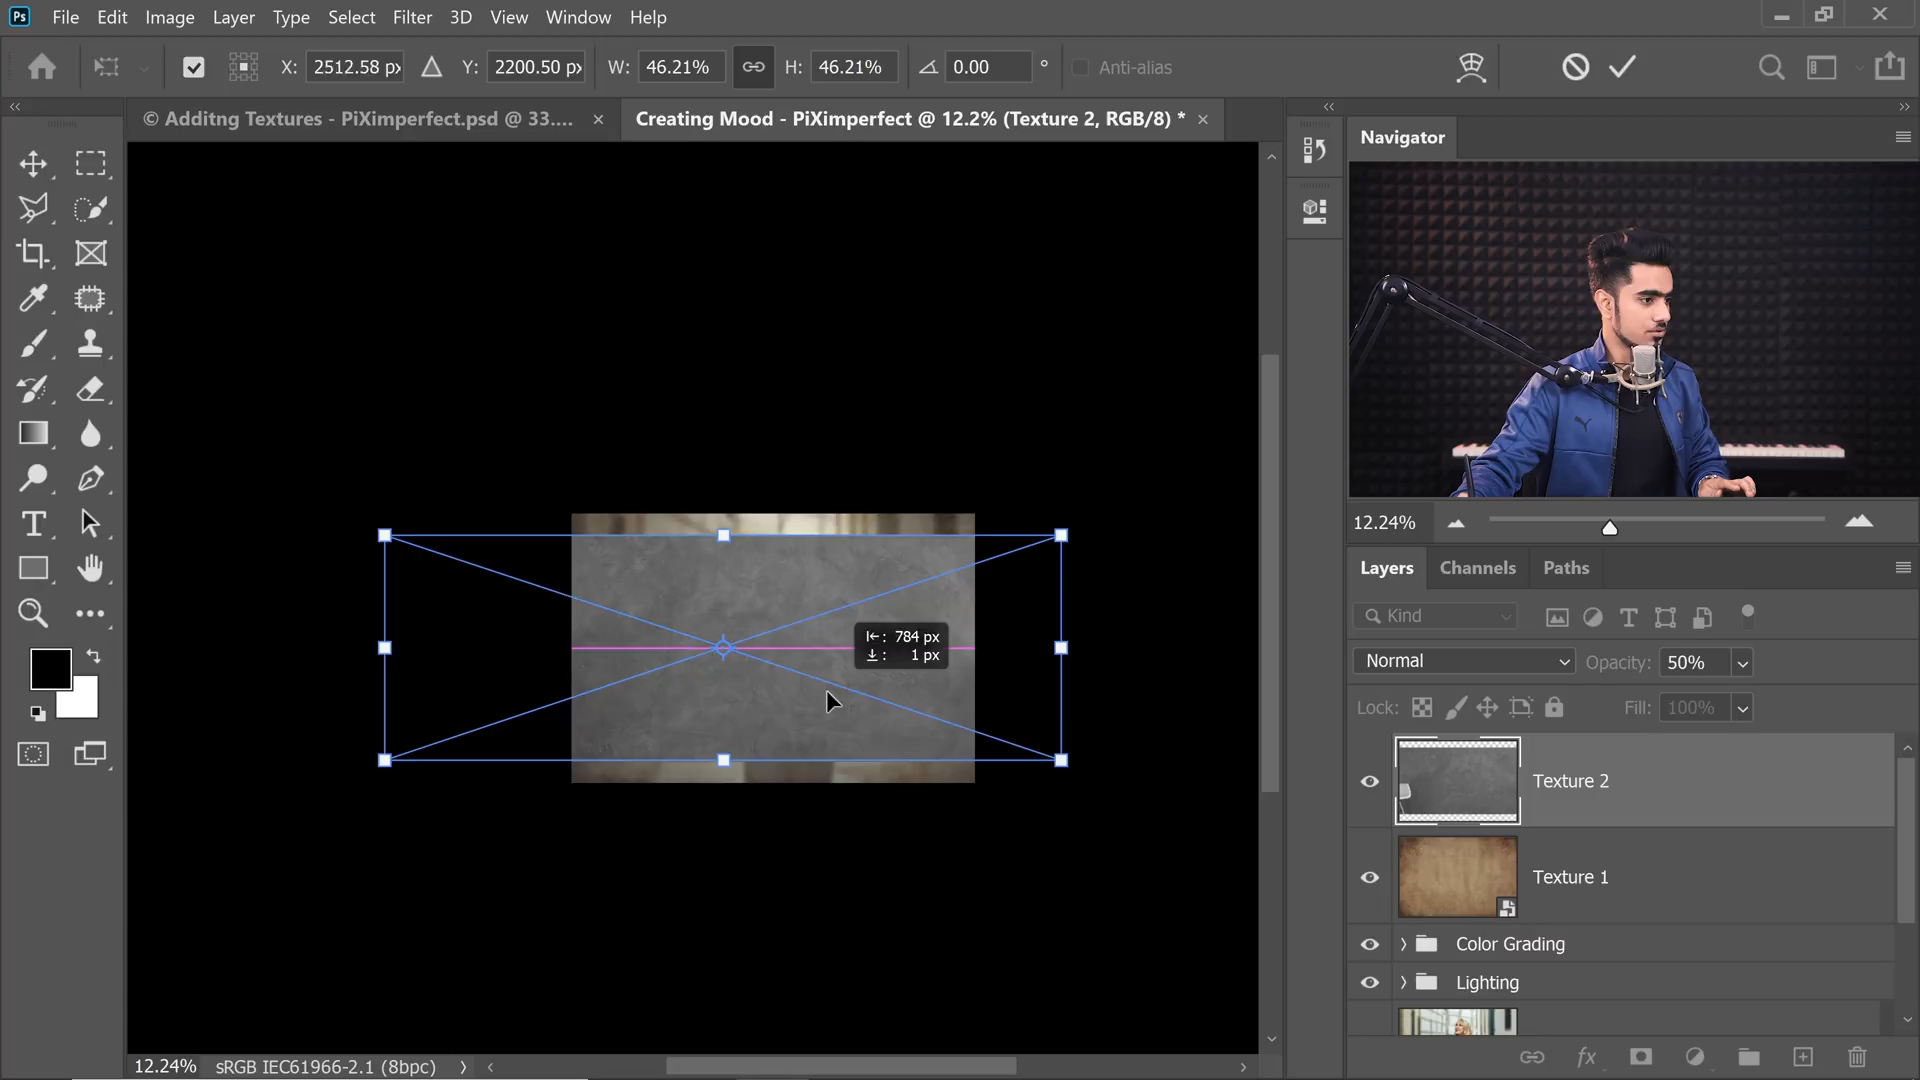 Ps File Edit Image Layer Type Select Filter 3D View Window Help
X: 2512.58 px Y: 2200.50 px W: 46.21% H: 46.21% 0.00 ° Anti-alias
© Additng Textures - PiXimperfect.psd @ 33.... × Creating Mood - PiXimperfect @ 12.2% (Texture 2, RGB/8) * ×
Navigator
12.24%
Layers Channels Paths
Kind
Normal Opacity: 50%
Lock: Fill: 100%
784 px
1 px
Texture 2
Texture 1
Color Grading
Lighting
fx
12.24% sRGB IEC61966-2.1 (8bpc)